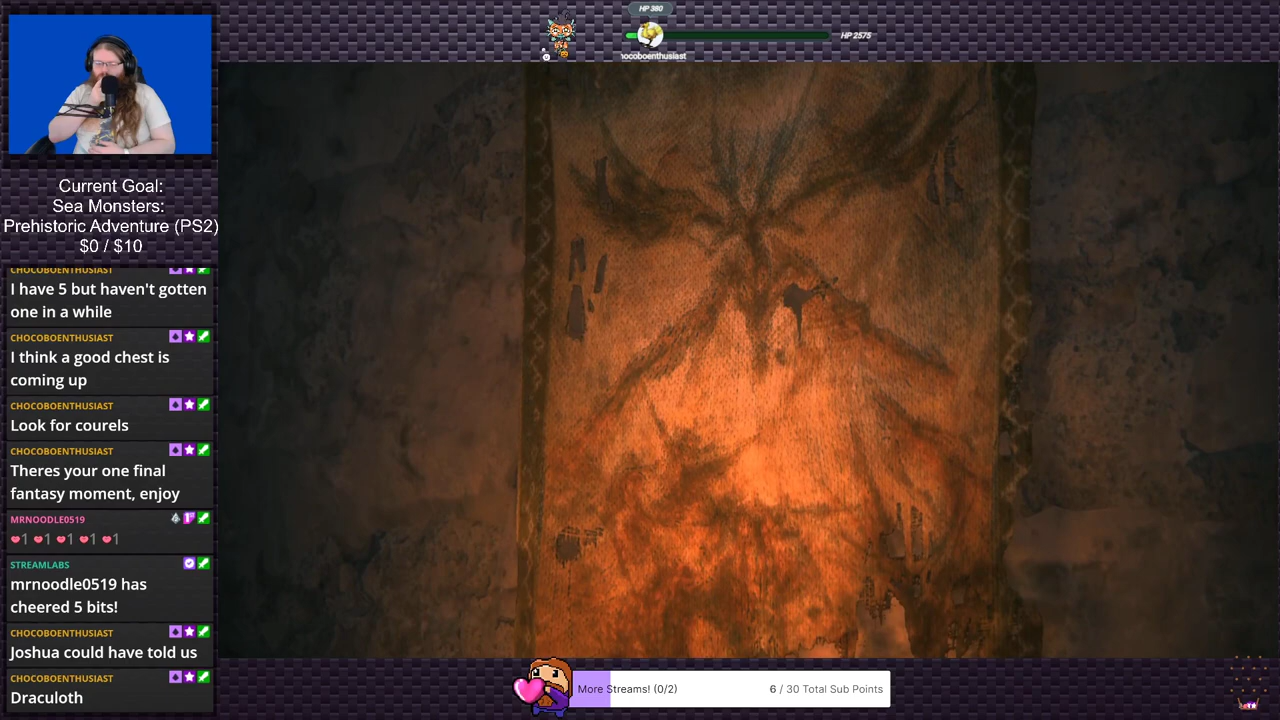 HP 380
HP 2575
hocoboenthusiast
Current Goal:
Sea Monsters:
Prehistoric Adventure (PS2)
$0 / $10
CHOCOBOENTHUSIAST
I have 5 but haven't gotten
one in a while
CHOCOBOENTHUSIAST
I think a good chest is
coming up
CHOCOBOENTHUSIAST
Look for courels
CHOCOBOENTHUSIAST
Theres your one final
fantasy moment, enjoy
MRNOODLE0519
1 1 1 1 1
STREAMLABS
mrnoodle0519 has
cheered 5 bits!
CHOCOBOENTHUSIAST
Joshua could have told us
CHOCOBOENTHUSIAST
Draculoth
More Streams! (0/2)
6 / 30 Total Sub Points